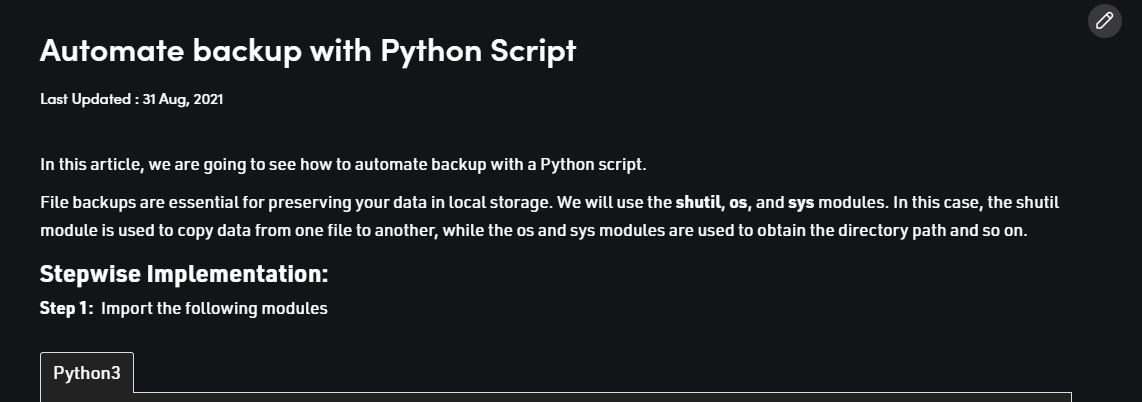 Automate backup with Python Script
Last Updated : 31 Aug, 2021
In this article, we are going to see how to automate backup with a Python script.
File backups are essential for preserving your data in local storage. We will use the shutil, os, and sys modules. In this case, the shutil
module is used to copy data from one file to another, while the os and sys modules are used to obtain the directory path and so on.
Stepwise Implementation:
Step 1: Import the following modules
Python3